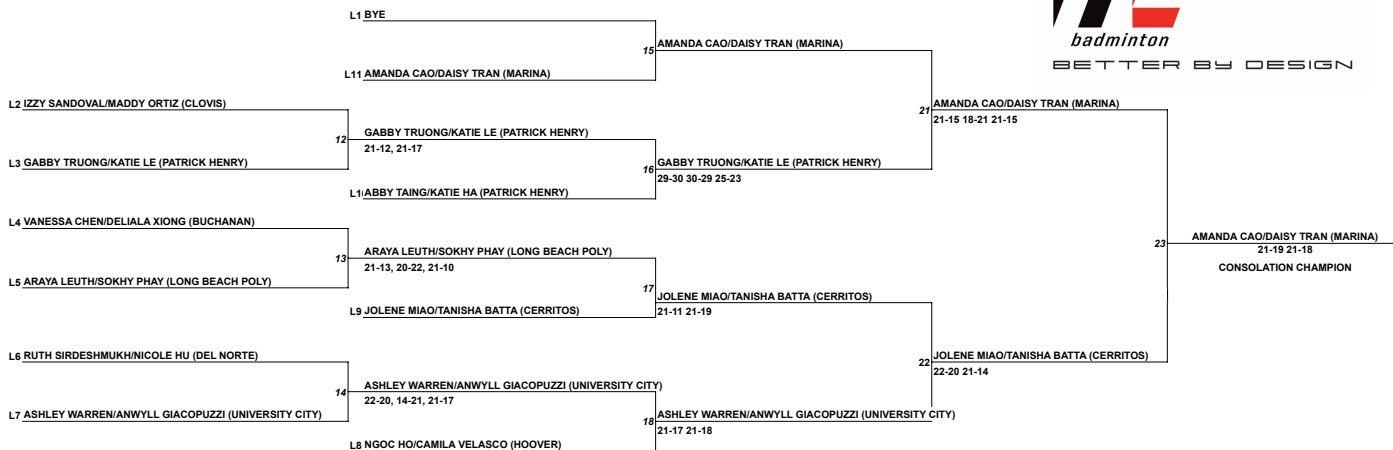 L1 BYE
15 AMANDA CAO/DAISY TRAN (MARINA)
badminton
BETTER BY DESIGN
L11 AMANDA CAO/DAISY TRAN (MARINA)
L2 IZZY SANDOVAL/MADDY ORTIZ (CLOVIS)
21 AMANDA CAO/DAISY TRAN (MARINA)
21-15 18-21 21-15
12 GABBY TRUONG/KATIE LE (PATRICK HENRY)
21-12, 21-17
L3 GABBY TRUONG/KATIE LE (PATRICK HENRY)
16 GABBY TRUONG/KATIE LE (PATRICK HENRY)
29-30 30-29 25-23
L1 ABBY TAING/KATIE HA (PATRICK HENRY)
L4 VANESSA CHEN/DELIALA XIONG (BUCHANAN)
23 AMANDA CAO/DAISY TRAN (MARINA)
21-19 21-18
CONSOLATION CHAMPION
13 ARAYA LEUTH/SOKHY PHAY (LONG BEACH POLY)
21-13, 20-22, 21-10
L5 ARAYA LEUTH/SOKHY PHAY (LONG BEACH POLY)
17 JOLENE MIAO/TANISHA BATTA (CERRITOS)
21-11 21-19
L9 JOLENE MIAO/TANISHA BATTA (CERRITOS)
L6 RUTH SIRDESHMUKH/NICOLE HU (DEL NORTE)
22 JOLENE MIAO/TANISHA BATTA (CERRITOS)
22-20 21-14
14 ASHLEY WARREN/ANWYLL GIACOPUZZI (UNIVERSITY CITY)
22-20, 14-21, 21-17
L7 ASHLEY WARREN/ANWYLL GIACOPUZZI (UNIVERSITY CITY)
18 ASHLEY WARREN/ANWYLL GIACOPUZZI (UNIVERSITY CITY)
21-17 21-18
L8 NGOC HO/CAMILA VELASCO (HOOVER)